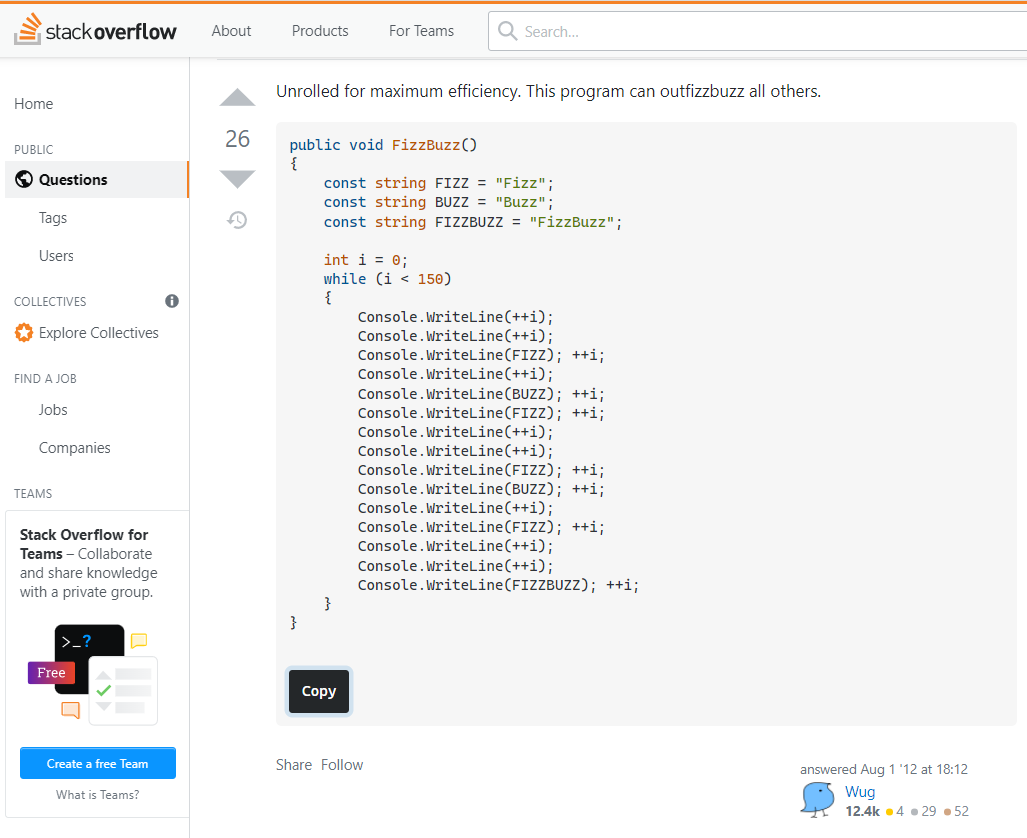 stackoverflow About Products For Teams Search...
Home
PUBLIC
Questions
Tags
Users
COLLECTIVES
Explore Collectives
FIND A JOB
Jobs
Companies
TEAMS
Stack Overflow for
Teams – Collaborate
and share knowledge
with a private group.
>_?
Free
Create a free Team
What is Teams?
26
Unrolled for maximum efficiency. This program can outfizzbuzz all others.
public void FizzBuzz()
{
    const string FIZZ = "Fizz";
    const string BUZZ = "Buzz";
    const string FIZZBUZZ = "FizzBuzz";

    int i = 0;
    while (i < 150)
    {
        Console.WriteLine(++i);
        Console.WriteLine(++i);
        Console.WriteLine(FIZZ); ++i;
        Console.WriteLine(++i);
        Console.WriteLine(BUZZ); ++i;
        Console.WriteLine(FIZZ); ++i;
        Console.WriteLine(++i);
        Console.WriteLine(++i);
        Console.WriteLine(FIZZ); ++i;
        Console.WriteLine(BUZZ); ++i;
        Console.WriteLine(++i);
        Console.WriteLine(FIZZ); ++i;
        Console.WriteLine(++i);
        Console.WriteLine(++i);
        Console.WriteLine(FIZZBUZZ); ++i;
    }
}
Copy
Share Follow
answered Aug 1 '12 at 18:12
Wug
12.4k 4 29 52